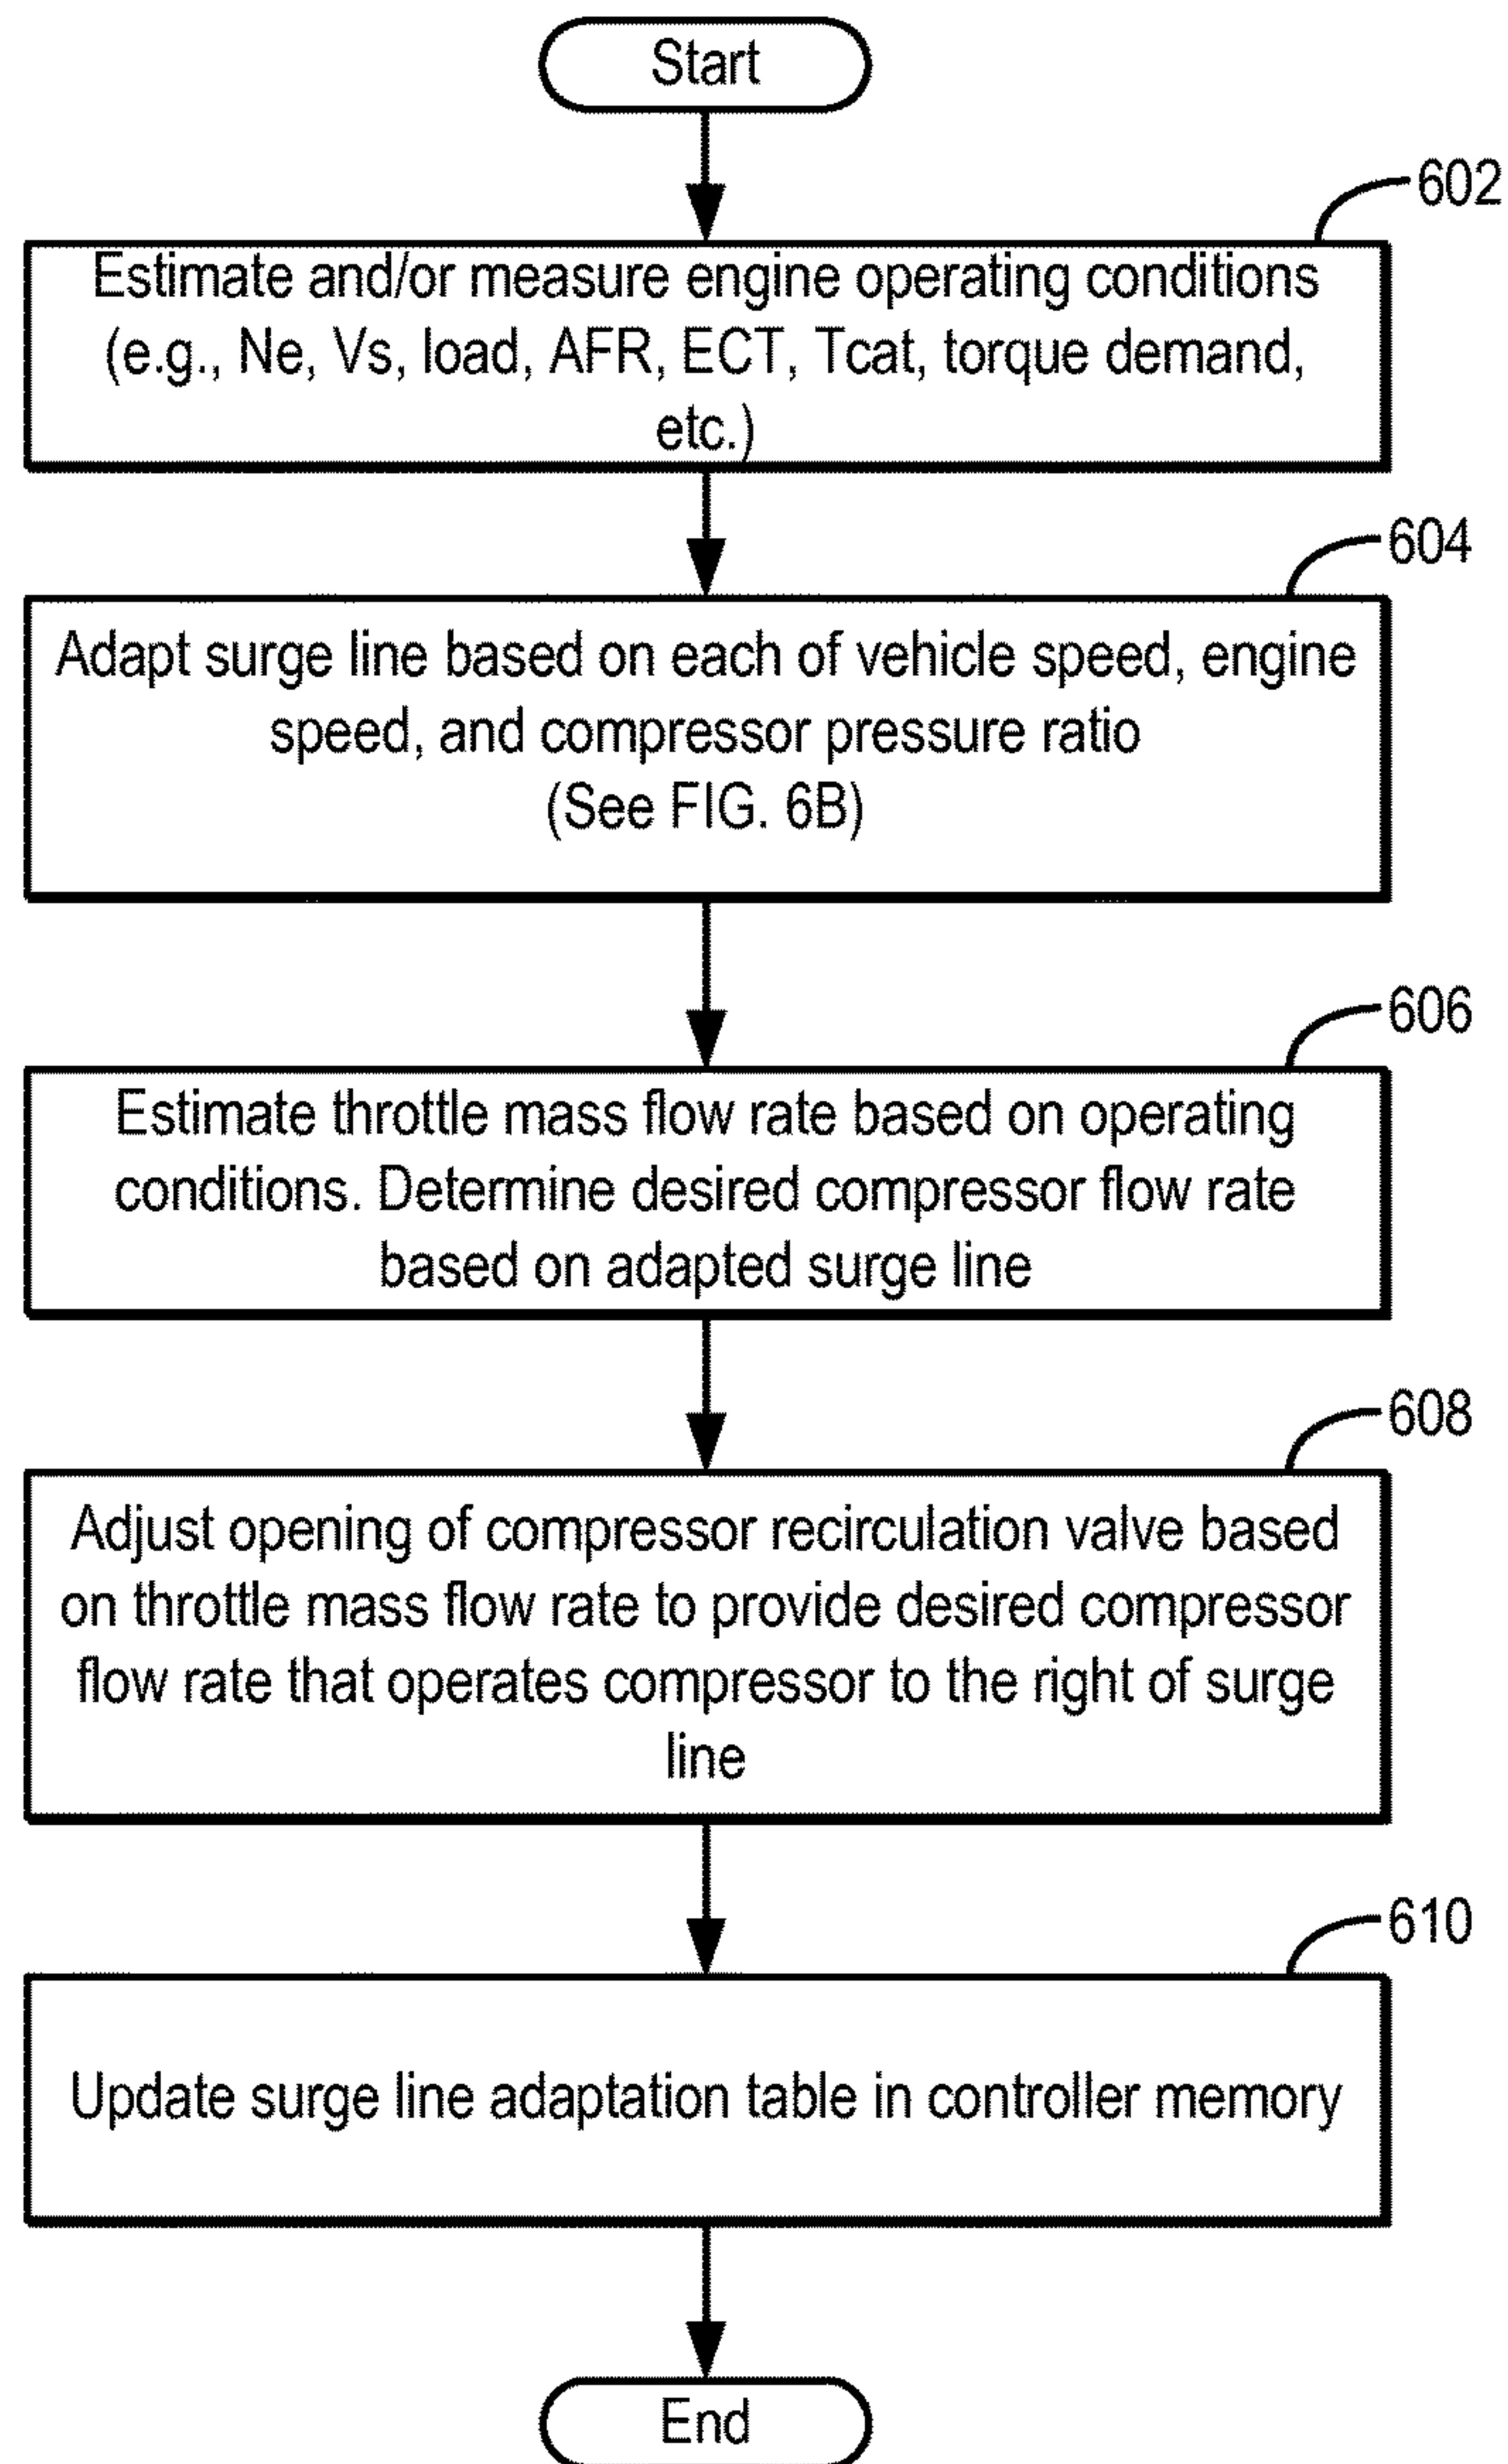 Start
602
Estimate and/or measure engine operating conditions
(e.g., Ne, Vs, load, AFR, ECT, Tcat, torque demand,
etc.)
604
Adapt surge line based on each of vehicle speed, engine
speed, and compressor pressure ratio
(See FIG. 6B)
606
Estimate throttle mass flow rate based on operating
conditions. Determine desired compressor flow rate
based on adapted surge line
608
Adjust opening of compressor recirculation valve based
on throttle mass flow rate to provide desired compressor
flow rate that operates compressor to the right of surge
line
610
Update surge line adaptation table in controller memory
End